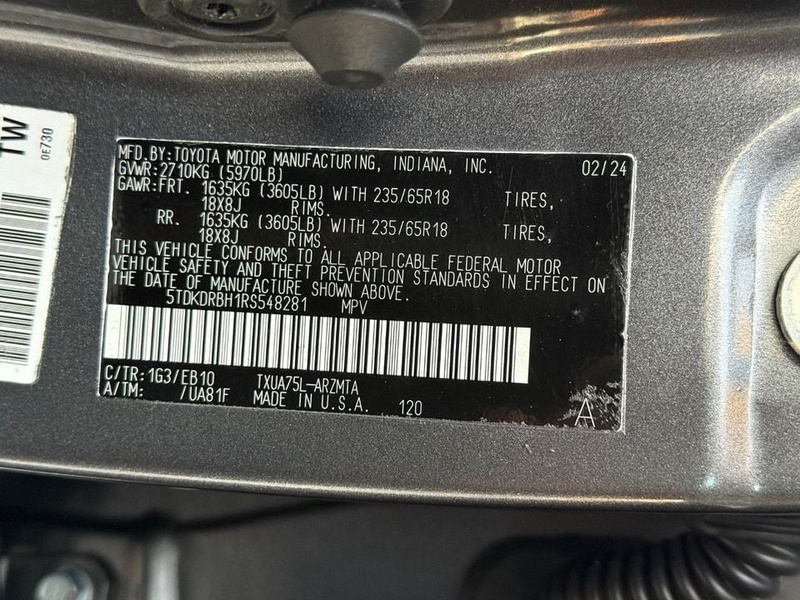 TW
0E730
MFD.BY:TOYOTA MOTOR MANUFACTURING, INDIANA, INC. 02/24
GVWR:2710KG (5970LB)
GAWR:FRT. 1635KG (3605LB) WITH 235/65R18 TIRES,
18X8J RIMS.
RR. 1635KG (3605LB) WITH 235/65R18 TIRES,
18X8J RIMS.
THIS VEHICLE CONFORMS TO ALL APPLICABLE FEDERAL MOTOR
VEHICLE SAFETY AND THEFT PREVENTION STANDARDS IN EFFECT ON
THE DATE OF MANUFACTURE SHOWN ABOVE.
5TDKDRBH1RS548281 MPV
C/TR:1G3/EB10 TXUA75L-ARZMTA
A/TM: /UA81F MADE IN U.S.A. 120
A